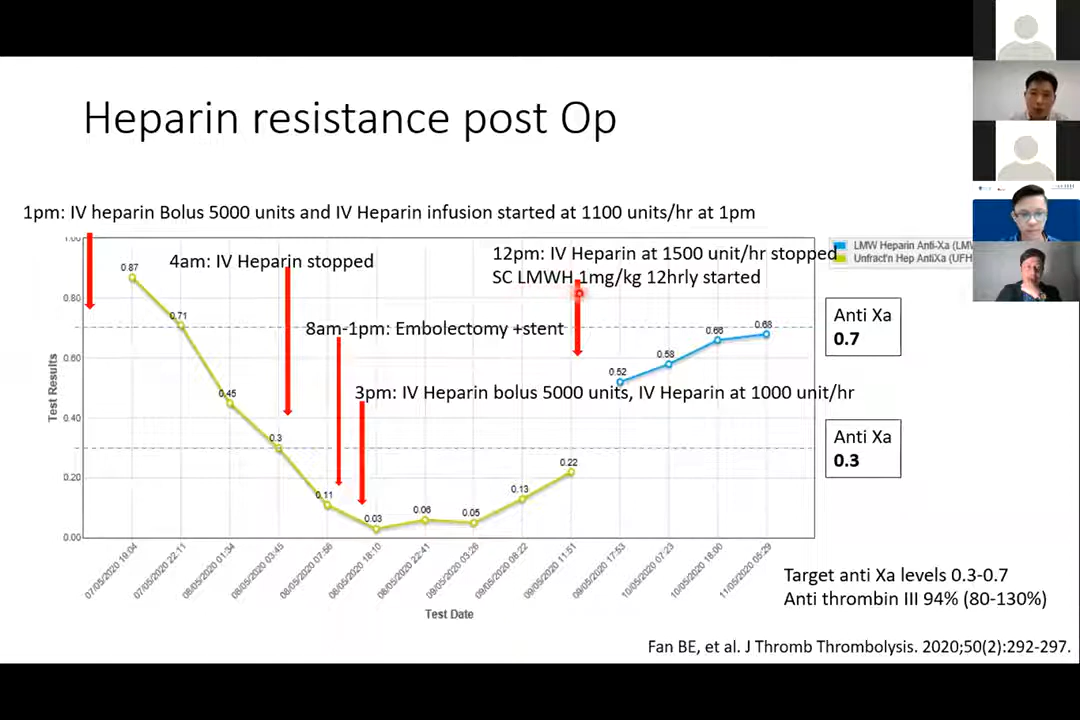 Heparin resistance post Op
1pm: IV heparin Bolus 5000 units and IV Heparin infusion started at 1100 units/hr at 1pm
4am: IV Heparin stopped
12pm: IV Heparin at 1500 unit/hr stopped
SC LMWH 1mg/kg 12hrly started
8am-1pm: Embolectomy +stent
3pm: IV Heparin bolus 5000 units, IV Heparin at 1000 unit/hr
LMW Heparin Anti-Xa (LMW
Unfract'n Hep AntiXa (UFH
Anti Xa
0.7
Anti Xa
0.3
Test Results
1.00
0.80
0.60
0.40
0.20
0.00
0.87
0.71
0.45
0.3
0.11
0.03
0.06
0.05
0.13
0.22
0.52
0.58
0.66
0.68
07/05/2020 19:04
07/05/2020 22:11
08/05/2020 01:34
08/05/2020 03:45
08/05/2020 07:56
08/05/2020 18:10
08/05/2020 22:41
09/05/2020 03:26
09/05/2020 08:22
09/05/2020 11:51
09/05/2020 17:53
10/05/2020 07:23
10/05/2020 18:00
11/05/2020 05:29
Test Date
Target anti Xa levels 0.3-0.7
Anti thrombin III 94% (80-130%)
Fan BE, et al. J Thromb Thrombolysis. 2020;50(2):292-297.